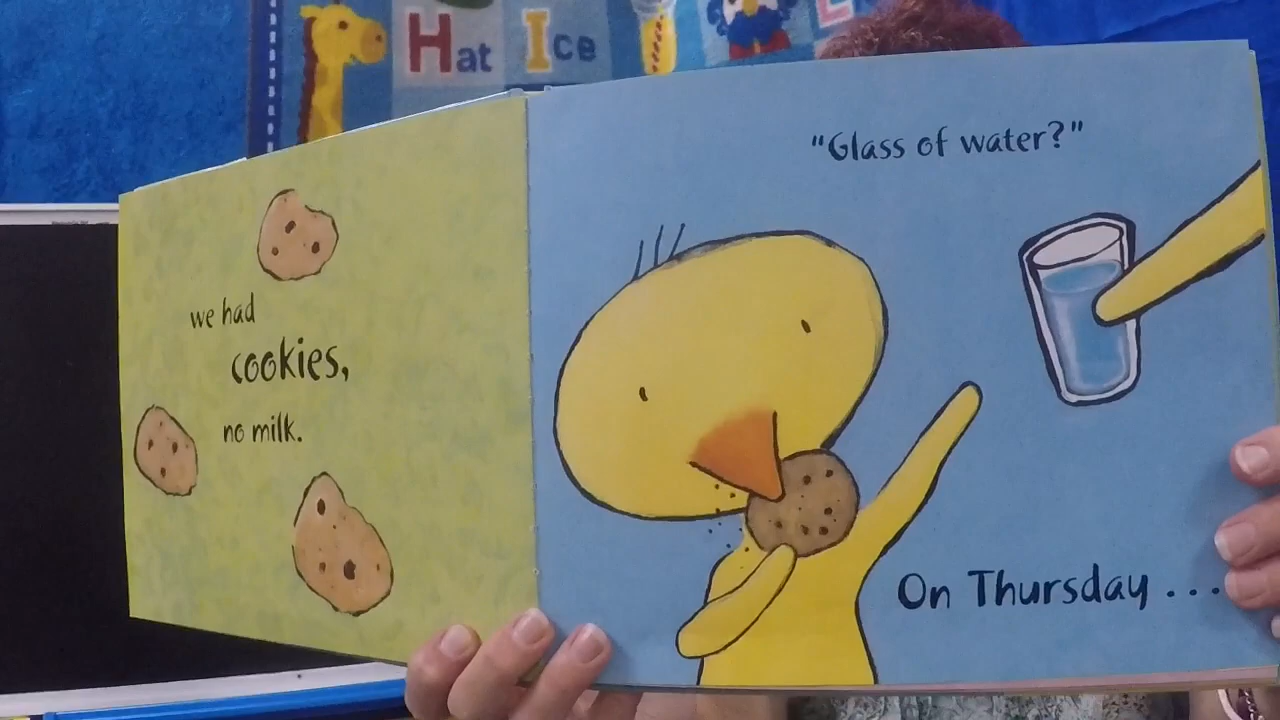 Hat Ice
we had
cookies,
no milk.
"Glass of water?"
On Thursday . . .